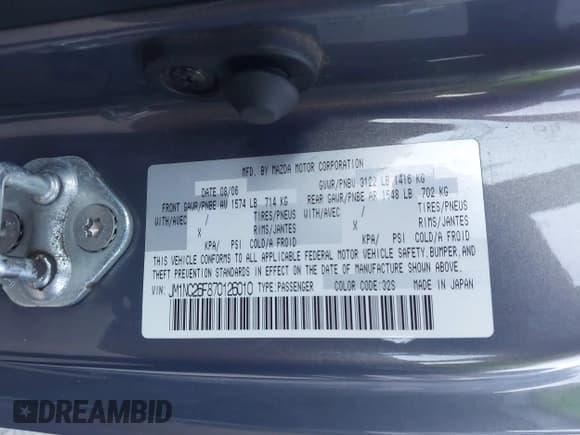 MFD. BY MAZDA MOTOR CORPORATION
DATE 08/06 GVWR/PNBV 3122 LB 1416 KG
FRONT GAWR/PNBE AV 1574 LB 714 KG REAR GAWR/PNBE AR 1548 LB 702 KG
WITH/AVEC / TIRES/PNEUS WITH/AVEC / TIRES/PNEUS
X RIMS/JANTES X RIMS/JANTES
KPA/ PSI COLD/A FROID KPA/ PSI COLD/A FROID
THIS VEHICLE CONFORMS TO ALL APPLICABLE FEDERAL MOTOR VEHICLE SAFETY, BUMPER, AND
THEFT PREVENTION STANDARDS IN EFFECT ON THE DATE OF MANUFACTURE SHOWN ABOVE.
VIN: JM1NC25F870126010 TYPE:PASSENGER COLOR CODE:32S MADE IN JAPAN
DREAMBID